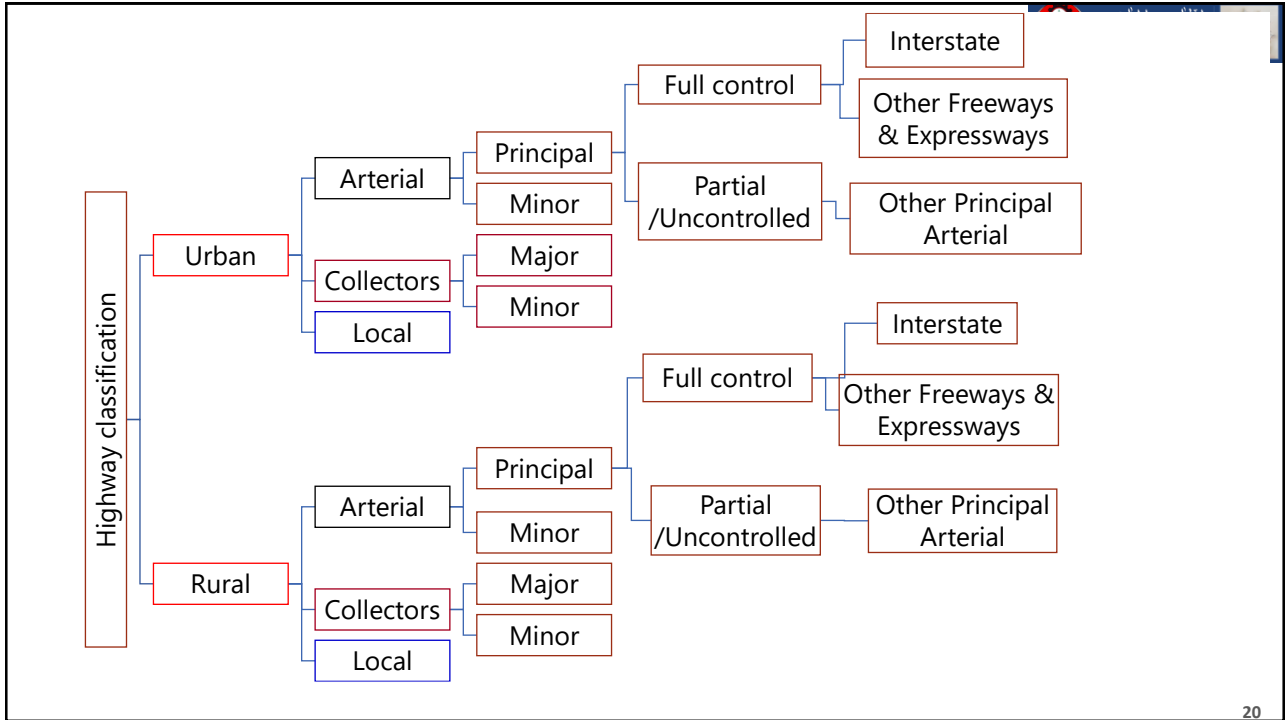 Highway classification
Urban
Arterial
Principal
Full control
Interstate
Other Freeways
& Expressways
Partial
/Uncontrolled
Other Principal
Arterial
Minor
Collectors
Major
Minor
Local
Rural
Arterial
Principal
Full control
Interstate
Other Freeways &
Expressways
Partial
/Uncontrolled
Other Principal
Arterial
Minor
Collectors
Major
Minor
Local
20